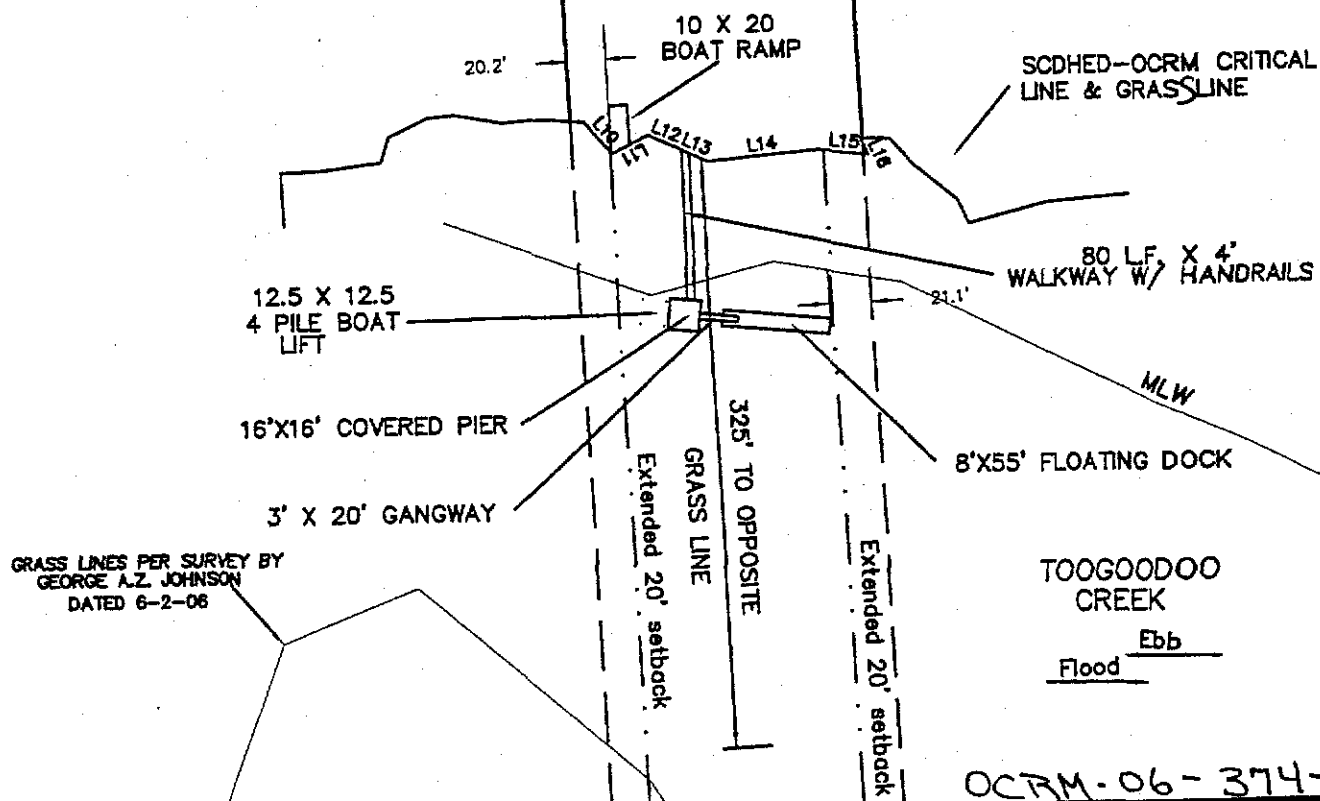 10 X 20
BOAT RAMP
20.2'
SCDHED-OCRM CRITICAL
LINE & GRASSLINE
L10
L11
L12
L13
L14
L15
L16
80 L.F. X 4'
WALKWAY W/ HANDRAILS
12.5 X 12.5
4 PILE BOAT
LIFT
21.1'
MLW
16'X16' COVERED PIER
8'X55' FLOATING DOCK
3' X 20' GANGWAY
325' TO OPPOSITE
GRASS LINE
Extended 20' setback
Extended 20' setback
GRASS LINES PER SURVEY BY
GEORGE A.Z. JOHNSON
DATED 6-2-06
TOOGOODOO
CREEK
Ebb
Flood
OCRM-06-374-